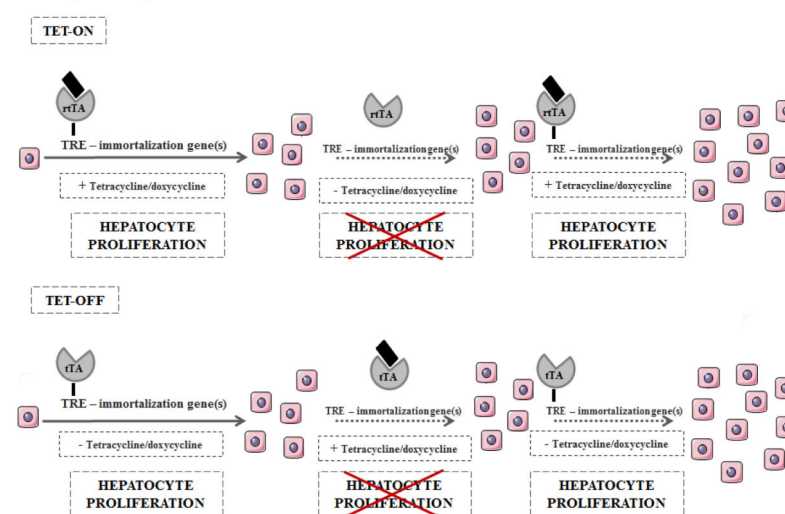 TET-ON
rtTA
rtTA
rtTA
TRE – immortalization gene(s)
TRE – immortalization gene(s)
TRE – immortalization gene(s)
+ Tetracycline/doxycycline
- Tetracycline/doxycycline
+ Tetracycline/doxycycline
HEPATOCYTE
PROLIFERATION
HEPATOCYTE
PROLIFERATION
HEPATOCYTE
PROLIFERATION
TET-OFF
tTA
tTA
tTA
TRE – immortalization gene(s)
TRE – immortalization gene(s)
TRE – immortalization gene(s)
- Tetracycline/doxycycline
+ Tetracycline/doxycycline
- Tetracycline/doxycycline
HEPATOCYTE
PROLIFERATION
HEPATOCYTE
PROLIFERATION
HEPATOCYTE
PROLIFERATION